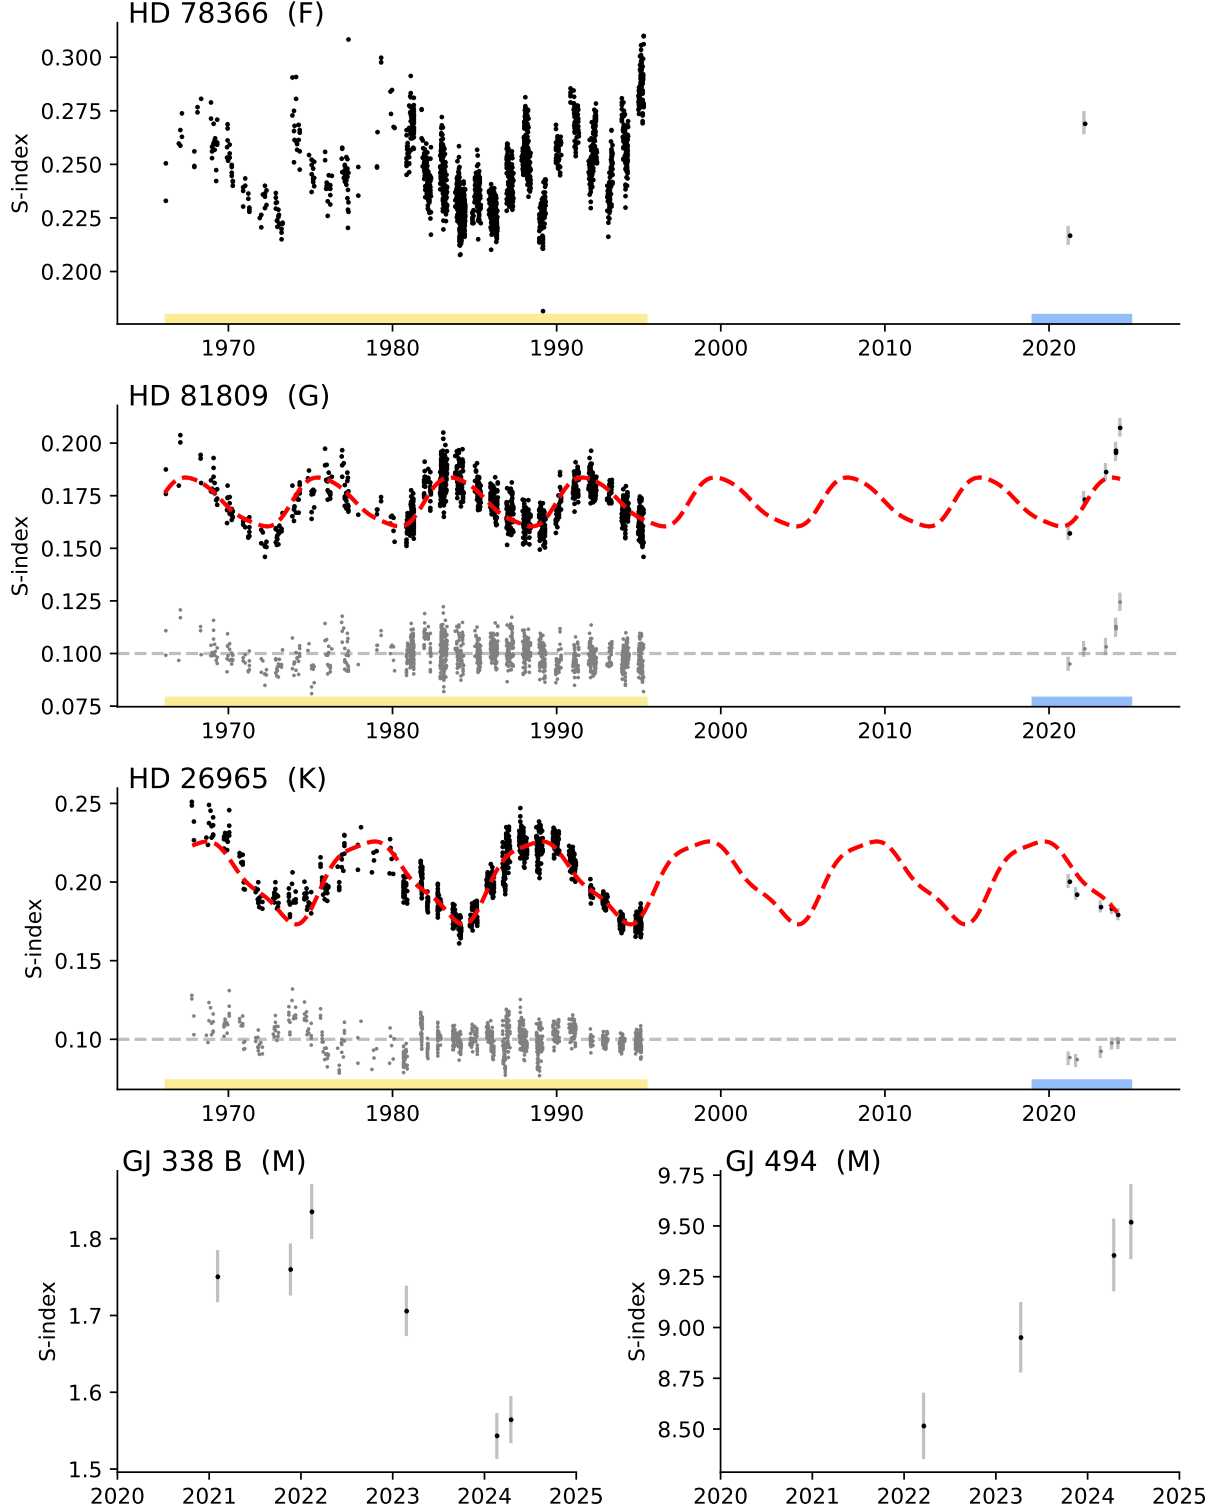 HD 78366 (F)
0.300
0.275
0.250
0.225
0.200
S-index
1970 1980 1990 2000 2010 2020
HD 81809 (G)
0.200
0.175
0.150
0.125
0.100
0.075
S-index
1970 1980 1990 2000 2010 2020
HD 26965 (K)
0.25
0.20
0.15
0.10
S-index
1970 1980 1990 2000 2010 2020
GJ 338 B (M)
1.8
1.7
1.6
1.5
S-index
2020 2021 2022 2023 2024 2025
GJ 494 (M)
9.75
9.50
9.25
9.00
8.75
8.50
S-index
2020 2021 2022 2023 2024 2025